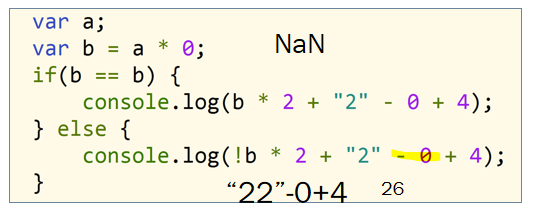 var a;
var b = a * 0;
NaN
if(b == b) {
    console.log(b * 2 + "2" - 0 + 4);
} else {
    console.log(!b * 2 + "2" - 0 + 4);
}
“22”-0+4
26